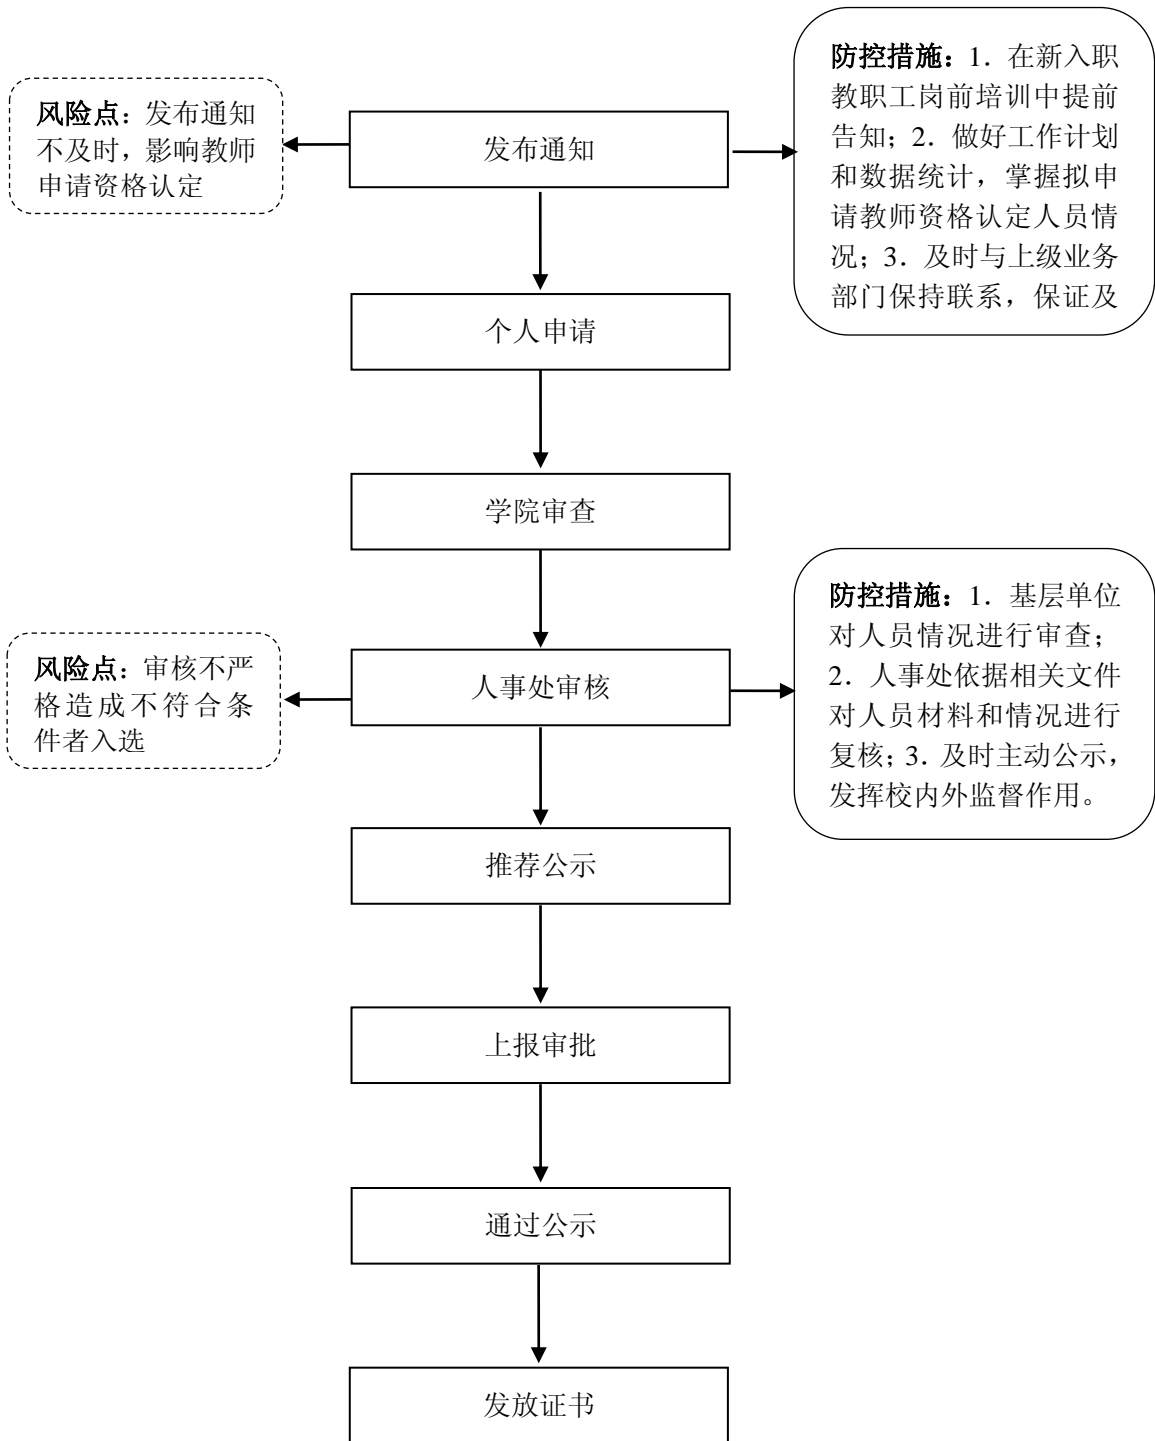 风险点：发布通知
不及时，影响教师
申请资格认定
发布通知
防控措施：1．在新入职
教职工岗前培训中提前
告知；2．做好工作计划
和数据统计，掌握拟申
请教师资格认定人员情
况；3．及时与上级业务
部门保持联系，保证及
个人申请
学院审查
风险点：审核不严
格造成不符合条
件者入选
人事处审核
防控措施：1．基层单位
对人员情况进行审查；
2．人事处依据相关文件
对人员材料和情况进行
复核；3．及时主动公示，
发挥校内外监督作用。
推荐公示
上报审批
通过公示
发放证书